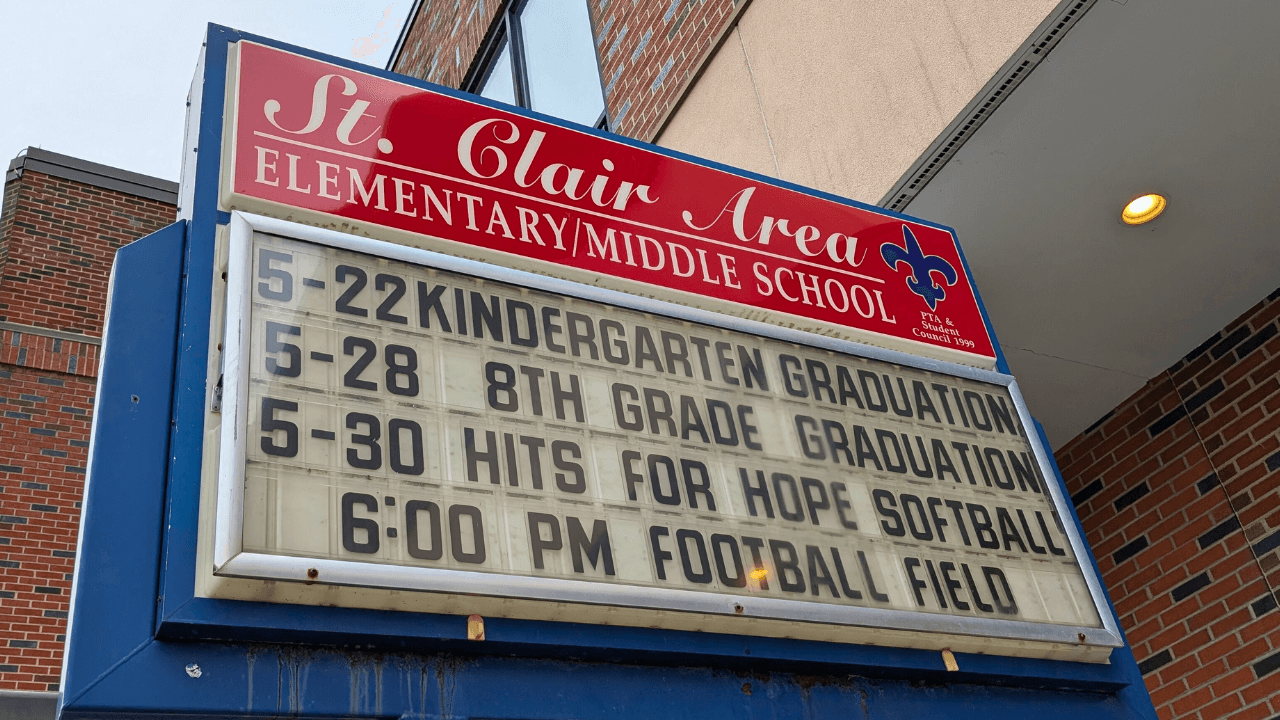 St. Clair Area
ELEMENTARY/MIDDLE SCHOOL
PTA &
Student
Council 1999
5-22 KINDERGARTEN GRADUATION
5-28 8TH GRADE GRADUATION
5-30 HITS FOR HOPE SOFTBALL
6:00 PM FOOTBALL FIELD